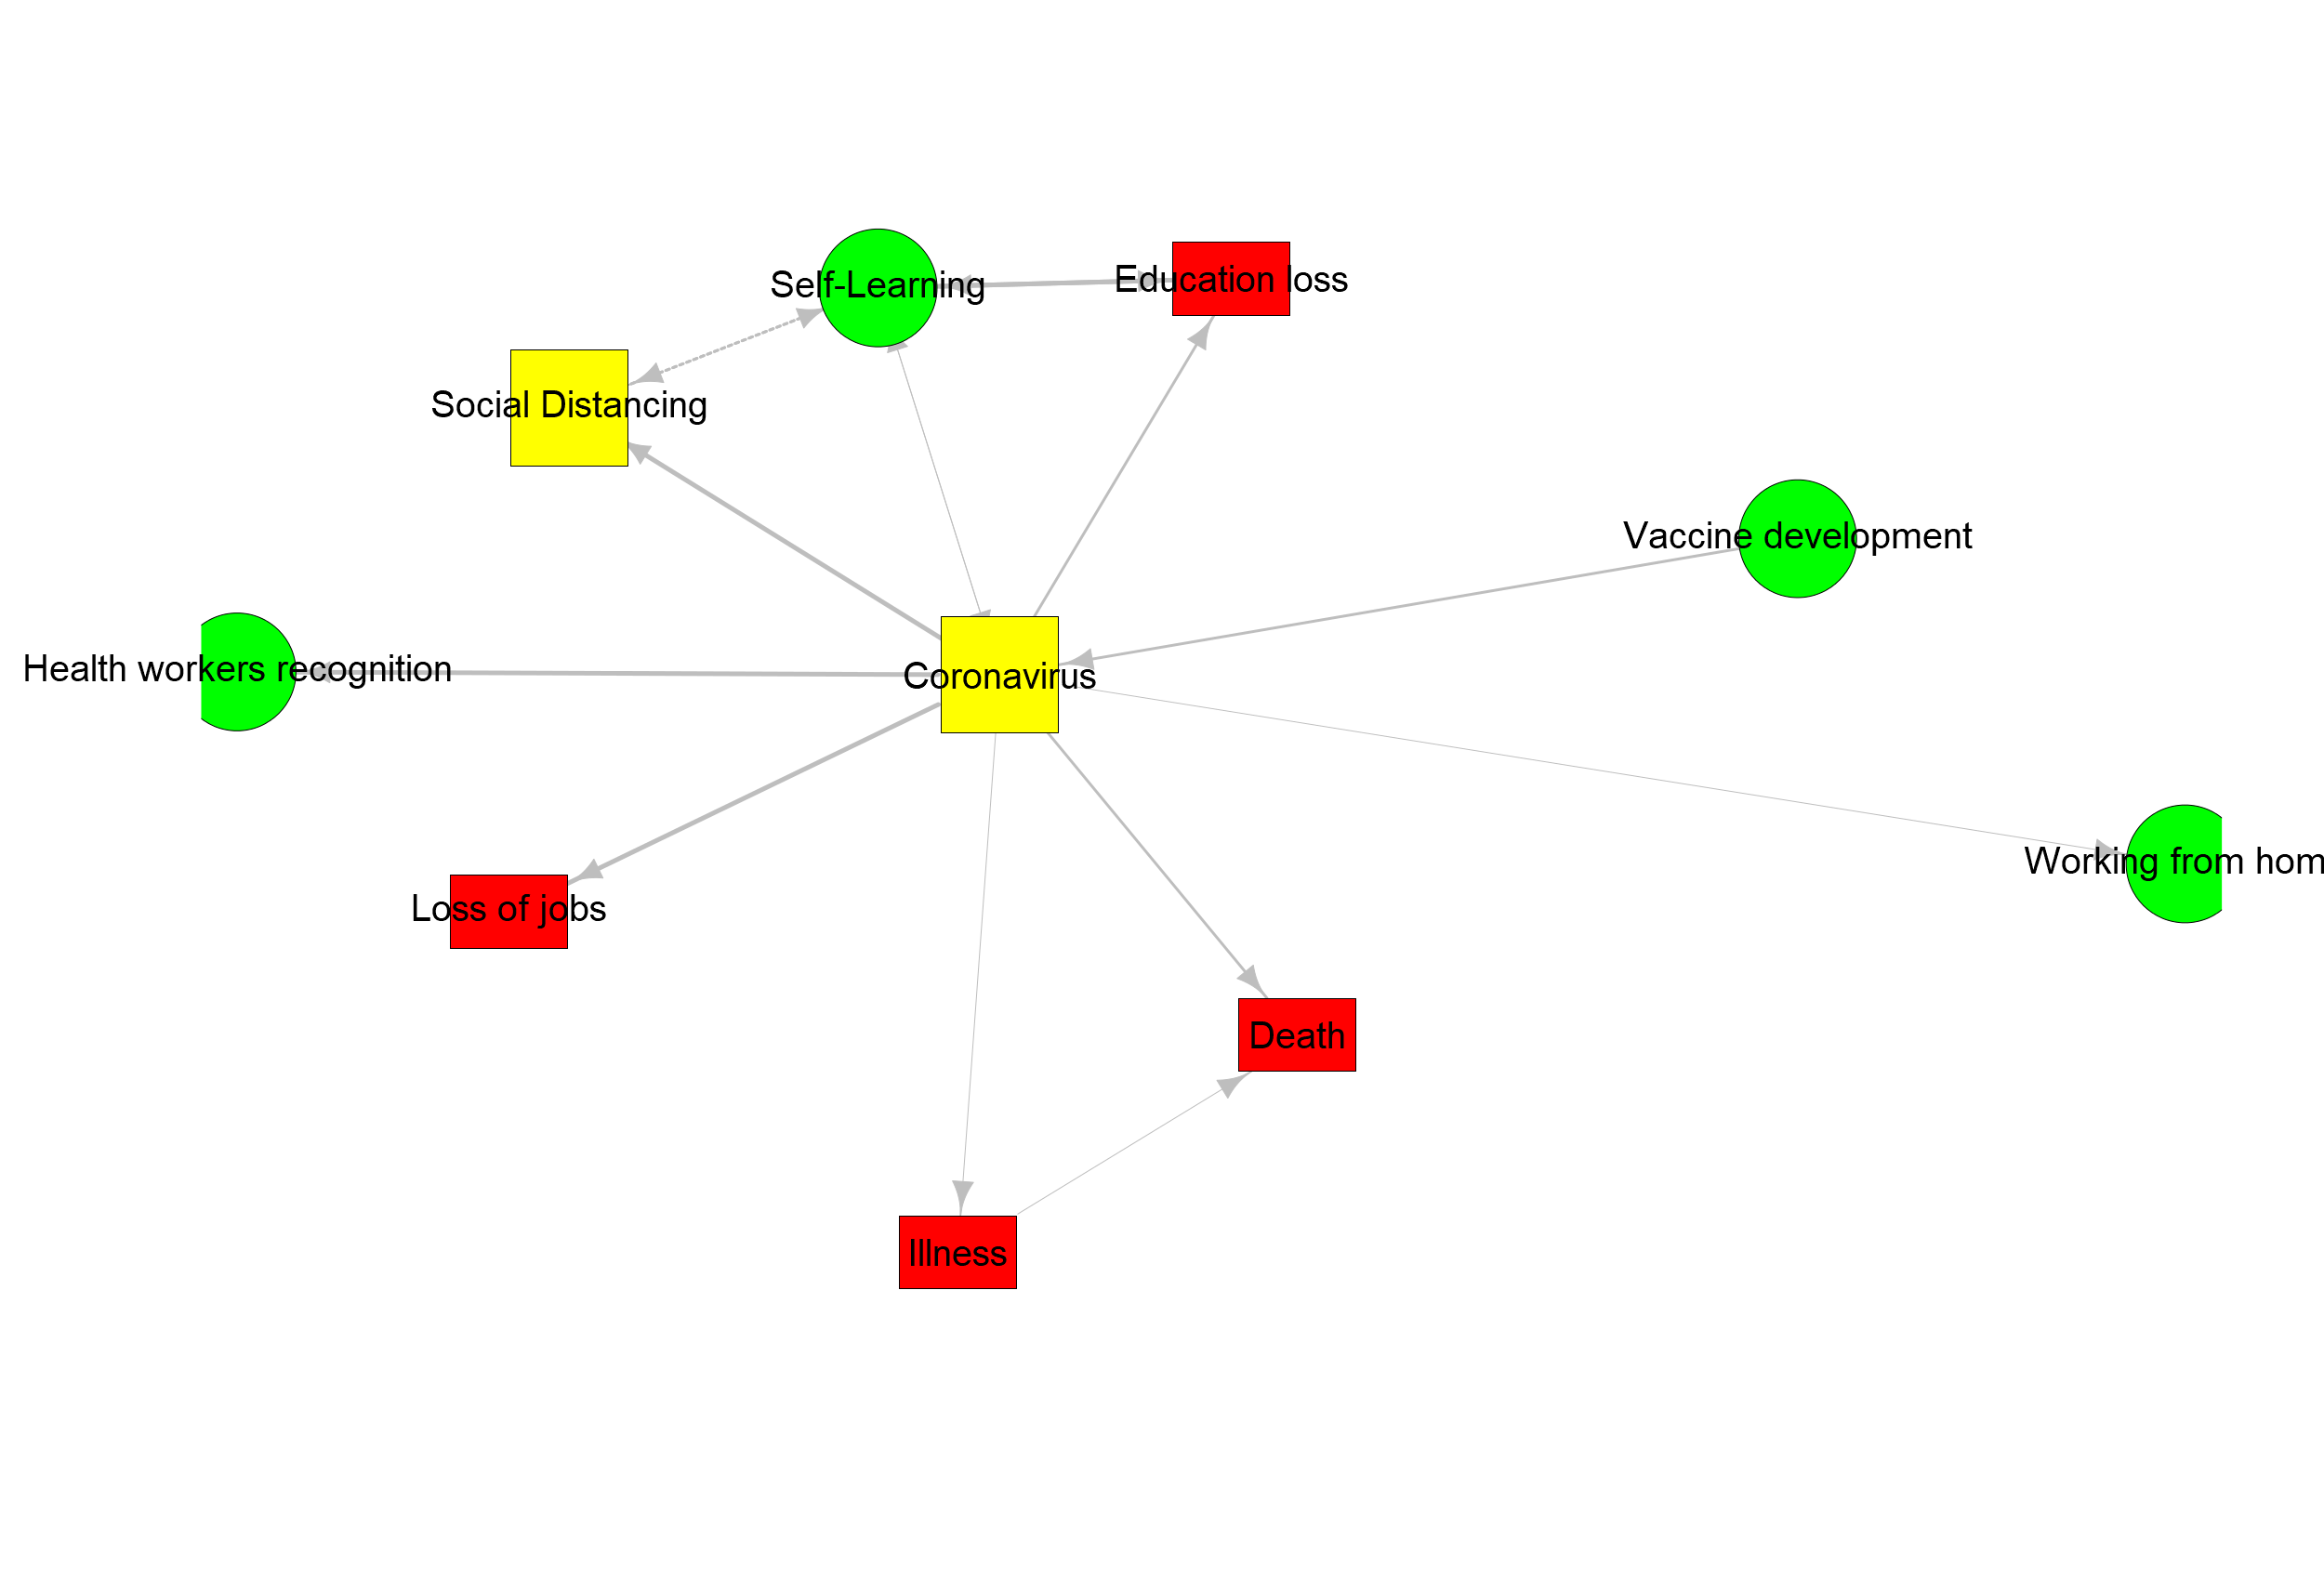 Self-Learning
Education loss
Social Distancing
Vaccine development
Health workers recognition
Coronavirus
Working from hom
Loss of jobs
Death
Illness